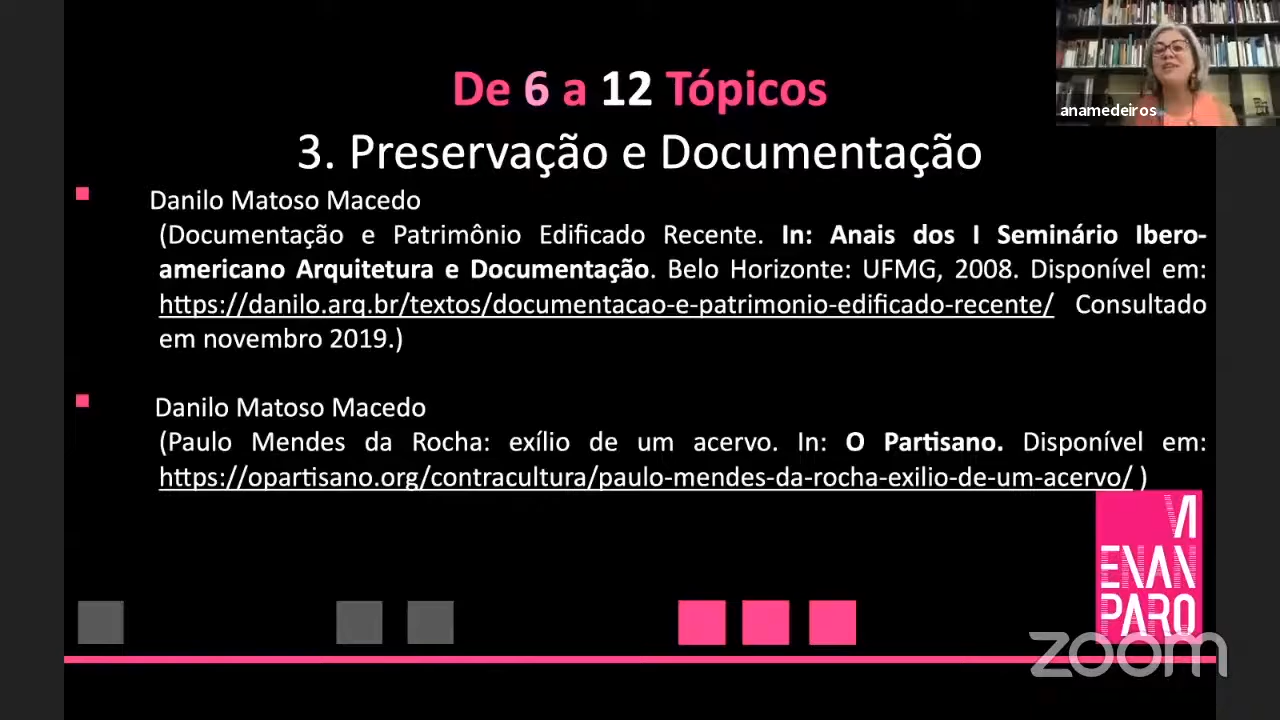 De 6 a 12 Tópicos
anamedeiros
3. Preservação e Documentação
Danilo Matoso Macedo
(Documentação e Patrimônio Edificado Recente. In: Anais dos I Seminário Ibero-
americano Arquitetura e Documentação. Belo Horizonte: UFMG, 2008. Disponível em:
https://danilo.arq.br/textos/documentacao-e-patrimonio-edificado-recente/ Consultado
em novembro 2019.)
Danilo Matoso Macedo
(Paulo Mendes da Rocha: exílio de um acervo. In: O Partisano. Disponível em:
https://opartisano.org/contracultura/paulo-mendes-da-rocha-exilio-de-um-acervo/ )
VI
ENAN
PARQ
zoom